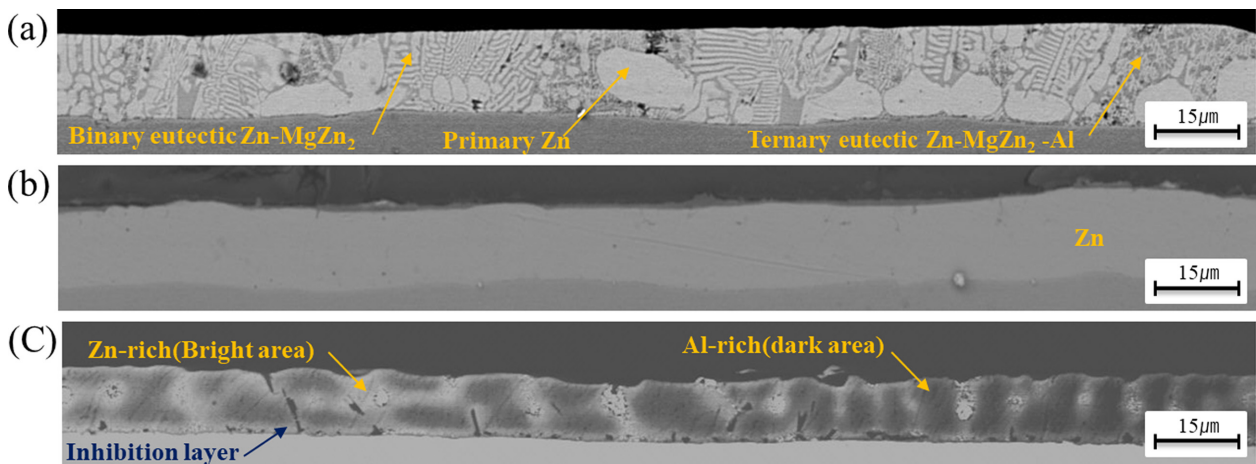 (a)
Binary eutectic Zn-MgZn₂
Primary Zn
Ternary eutectic Zn-MgZn₂ -Al
15μm
(b)
Zn
15μm
(C)
Zn-rich(Bright area)
Al-rich(dark area)
Inhibition layer
15μm